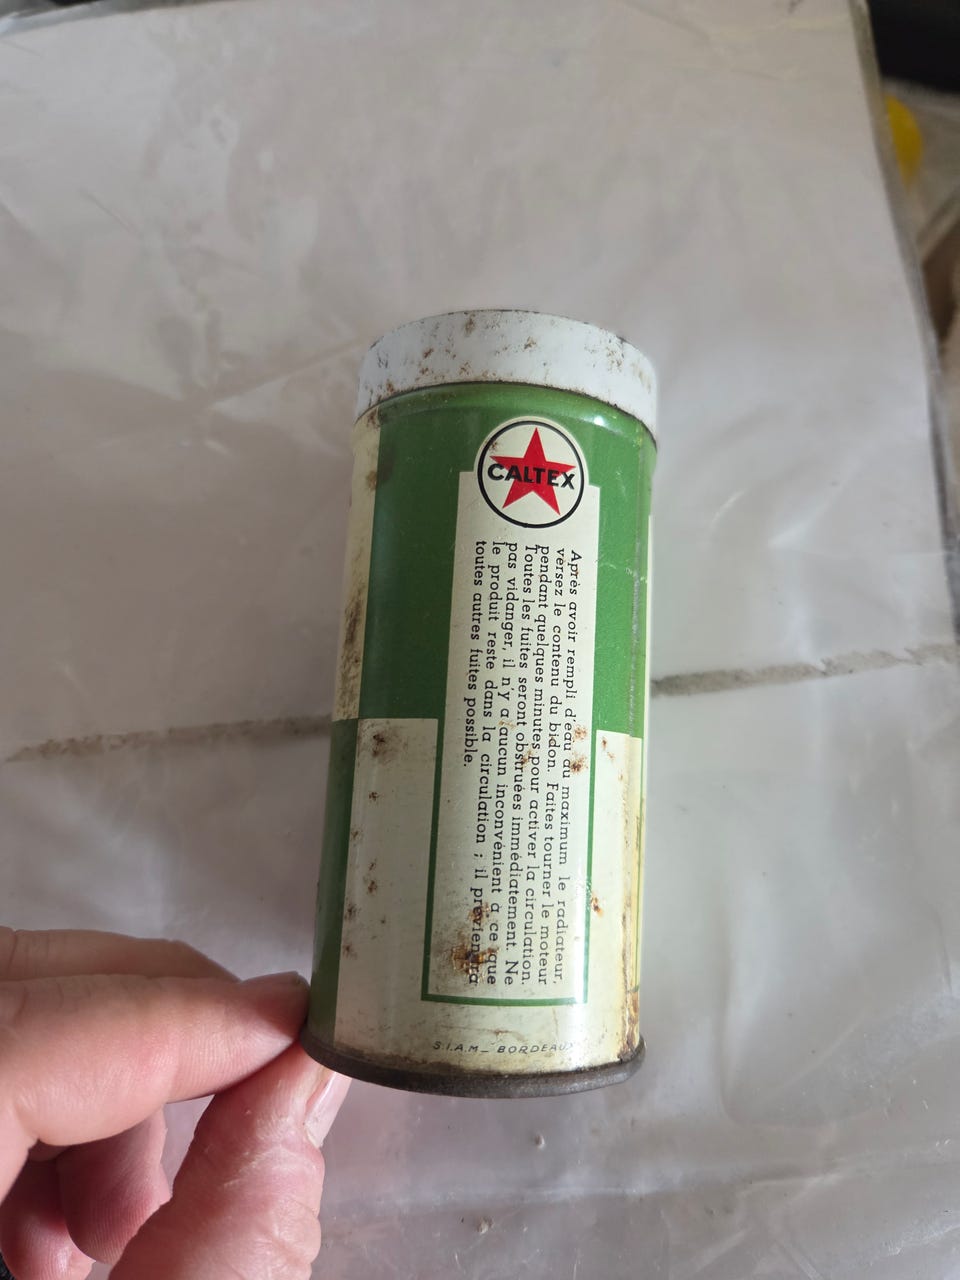 CALTEX
Après avoir rempli d'eau au maximum le radiateur,
versez le contenu du bidon. Faites tourner le moteur
pendant quelques minutes pour activer la circulation.
Toutes les fuites seront obstruées immédiatement. Ne
pas vidanger, il n'y a aucun inconvénient à ce que
le produit reste dans la circulation ; il préviendra
toutes autres fuites possible.
S.I.A.M_ BORDEAUX